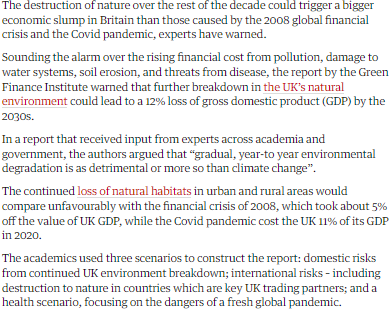 The destruction of nature over the rest of the decade could trigger a bigger
economic slump in Britain than those caused by the 2008 global financial
crisis and the Covid pandemic, experts have warned.
Sounding the alarm over the rising financial cost from pollution, damage to
water systems, soil erosion, and threats from disease, the report by the Green
Finance Institute warned that further breakdown in the UK's natural
environment could lead to a 12% loss of gross domestic product (GDP) by the
2030s.
In a report that received input from experts across academia and
government, the authors argued that “gradual, year-to year environmental
degradation is as detrimental or more so than climate change”.
The continued loss of natural habitats in urban and rural areas would
compare unfavourably with the financial crisis of 2008, which took about 5%
off the value of UK GDP, while the Covid pandemic cost the UK 11% of its GDP
in 2020.
The academics used three scenarios to construct the report: domestic risks
from continued UK environment breakdown; international risks – including
destruction to nature in countries which are key UK trading partners; and a
health scenario, focusing on the dangers of a fresh global pandemic.